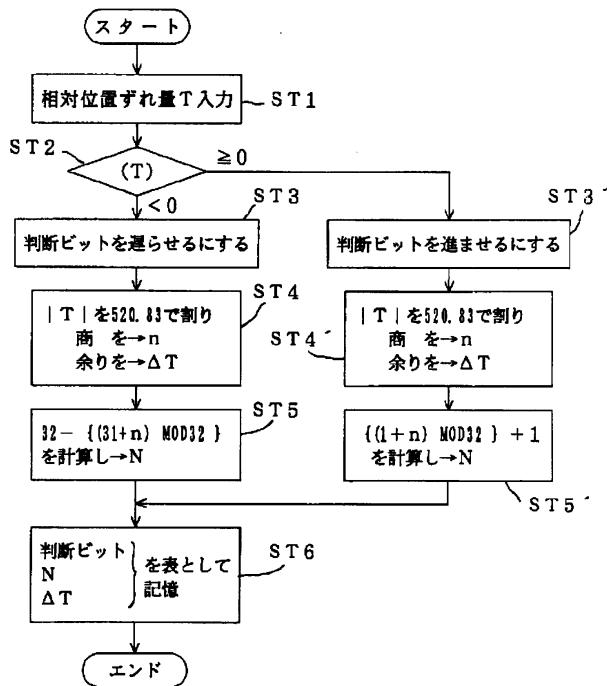 スタート
相対位置ずれ量T入力
ST1
ST2
(T)
≧0
<0
ST3
判断ビットを遅らせるにする
ST3´
判断ビットを進ませるにする
ST4
|T|を520.83で割り
商 を→n
余りを→ΔT
ST4´
|T|を520.83で割り
商 を→n
余りを→ΔT
ST5
32－{(31+n) MOD32}
を計算し→N
{(1+n) MOD32}+1
を計算し→N
ST5´
判断ビット
N
ΔT
を表として
記憶
ST6
エンド